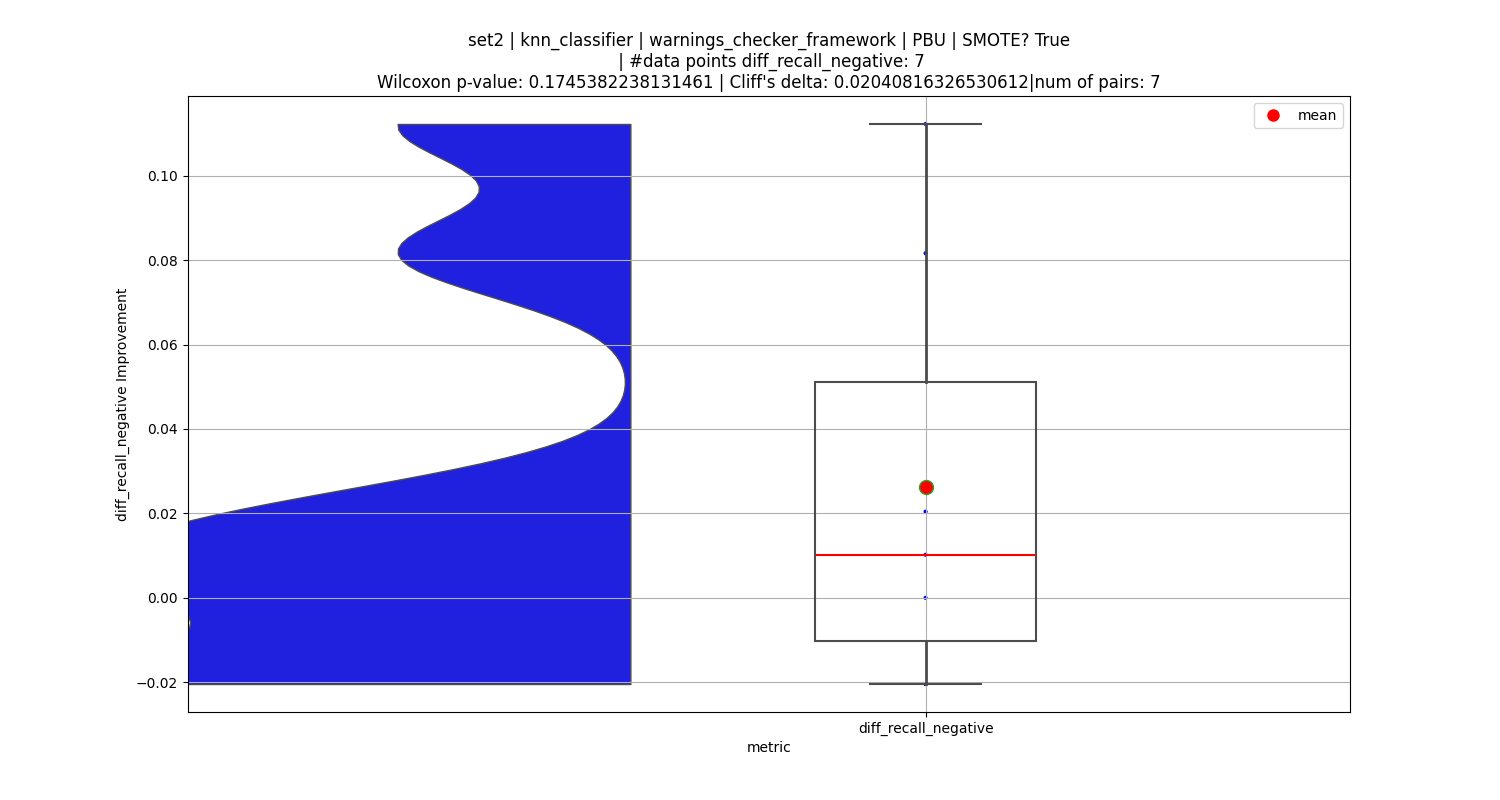 set2 | knn_classifier | warnings_checker_framework | PBU | SMOTE? True
| #data points diff_recall_negative: 7
Wilcoxon p-value: 0.1745382238131461 | Cliff's delta: 0.02040816326530612|num of pairs: 7
mean
0.10
0.08
0.06
0.04
0.02
0.00
−0.02
diff_recall_negative Improvement
diff_recall_negative
metric